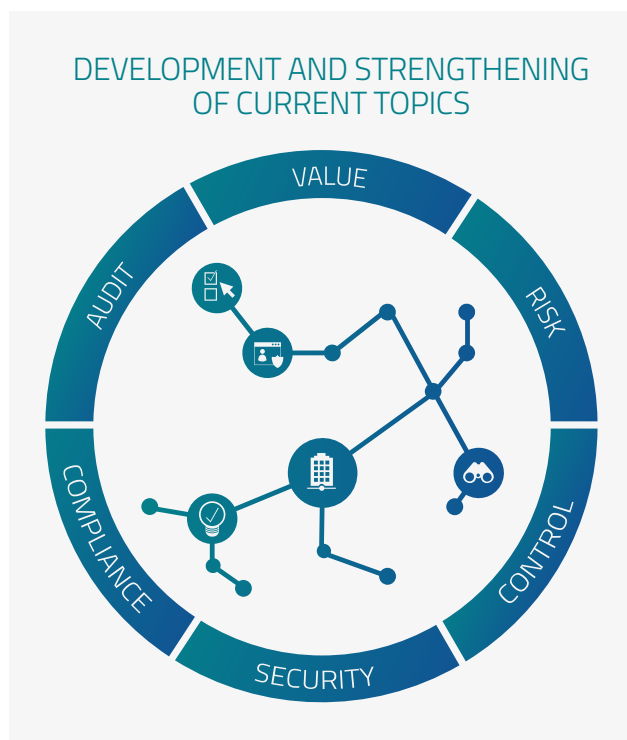 DEVELOPMENT AND STRENGTHENING
OF CURRENT TOPICS
VALUE
RISK
CONTROL
SECURITY
COMPLIANCE
AUDIT